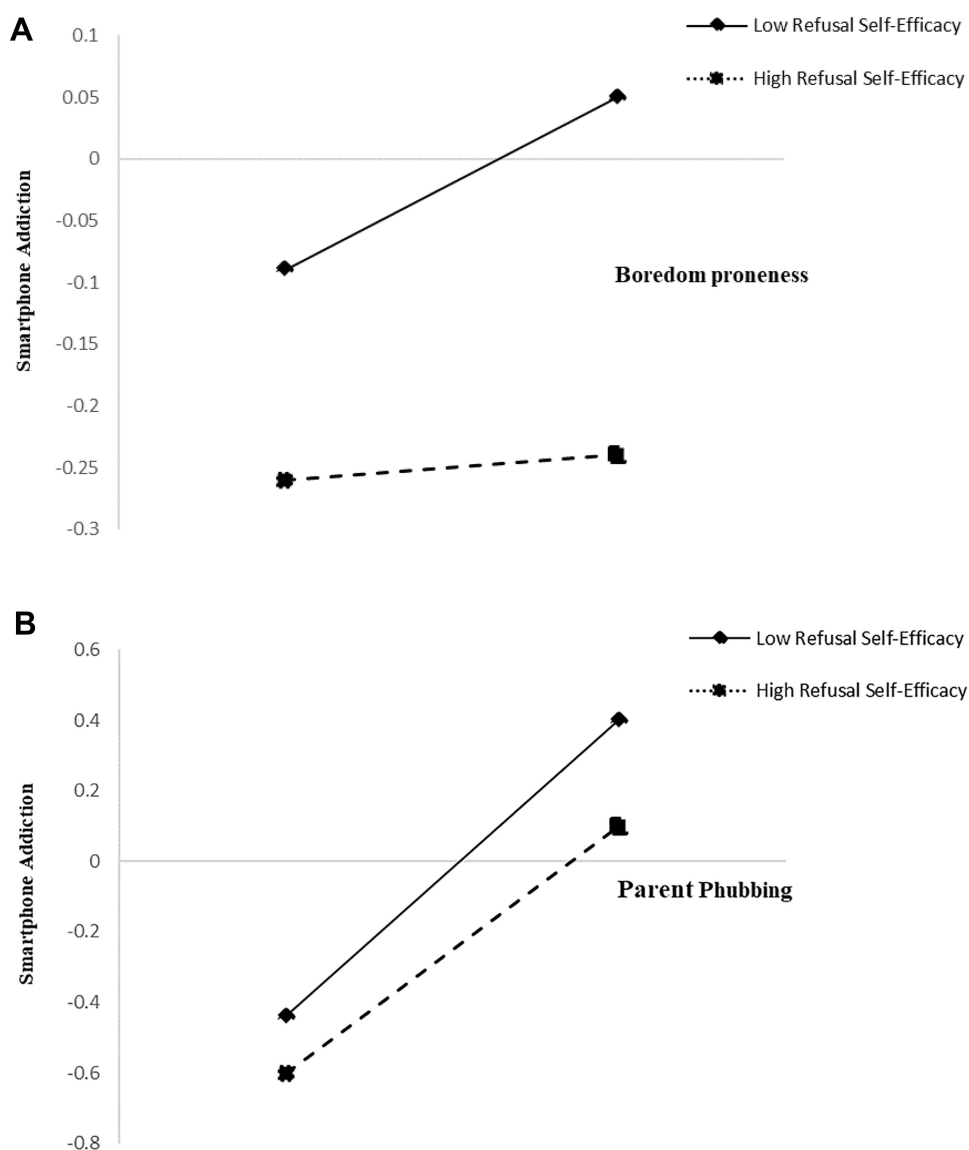 A
Low Refusal Self-Efficacy
High Refusal Self-Efficacy
0.1
0.05
0
-0.05
-0.1
-0.15
-0.2
-0.25
-0.3
Smartphone Addiction
Boredom proneness
B
Low Refusal Self-Efficacy
High Refusal Self-Efficacy
0.6
0.4
0.2
0
-0.2
-0.4
-0.6
-0.8
Smartphone Addiction
Parent Phubbing